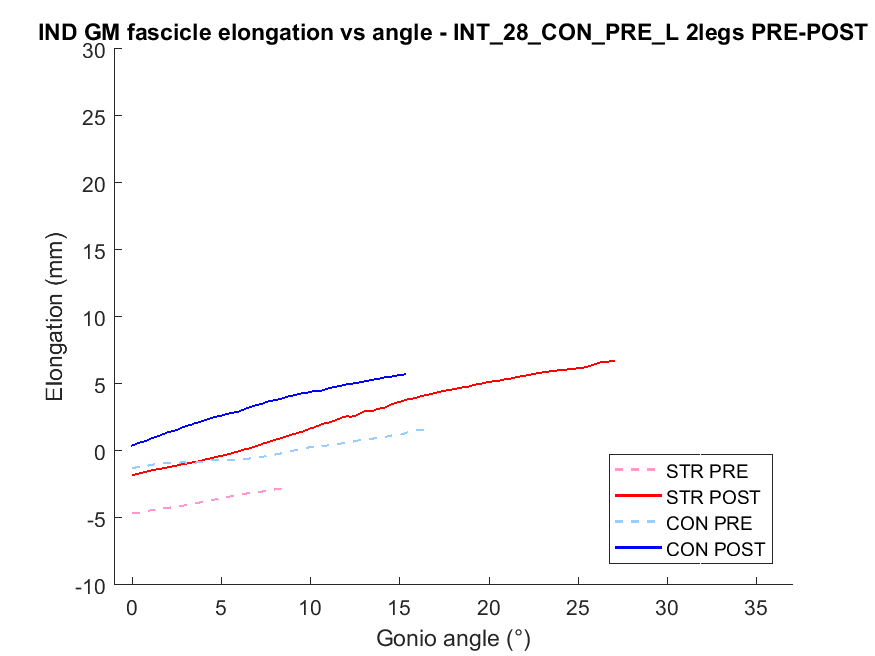 IND GM fascicle elongation vs angle - INT_28_CON_PRE_L 2legs PRE-POST
30
25
20
15
10
5
0
-5
-10
Elongation (mm)
0 5 10 15 20 25 30 35
Gonio angle (°)
STR PRE
STR POST
CON PRE
CON POST